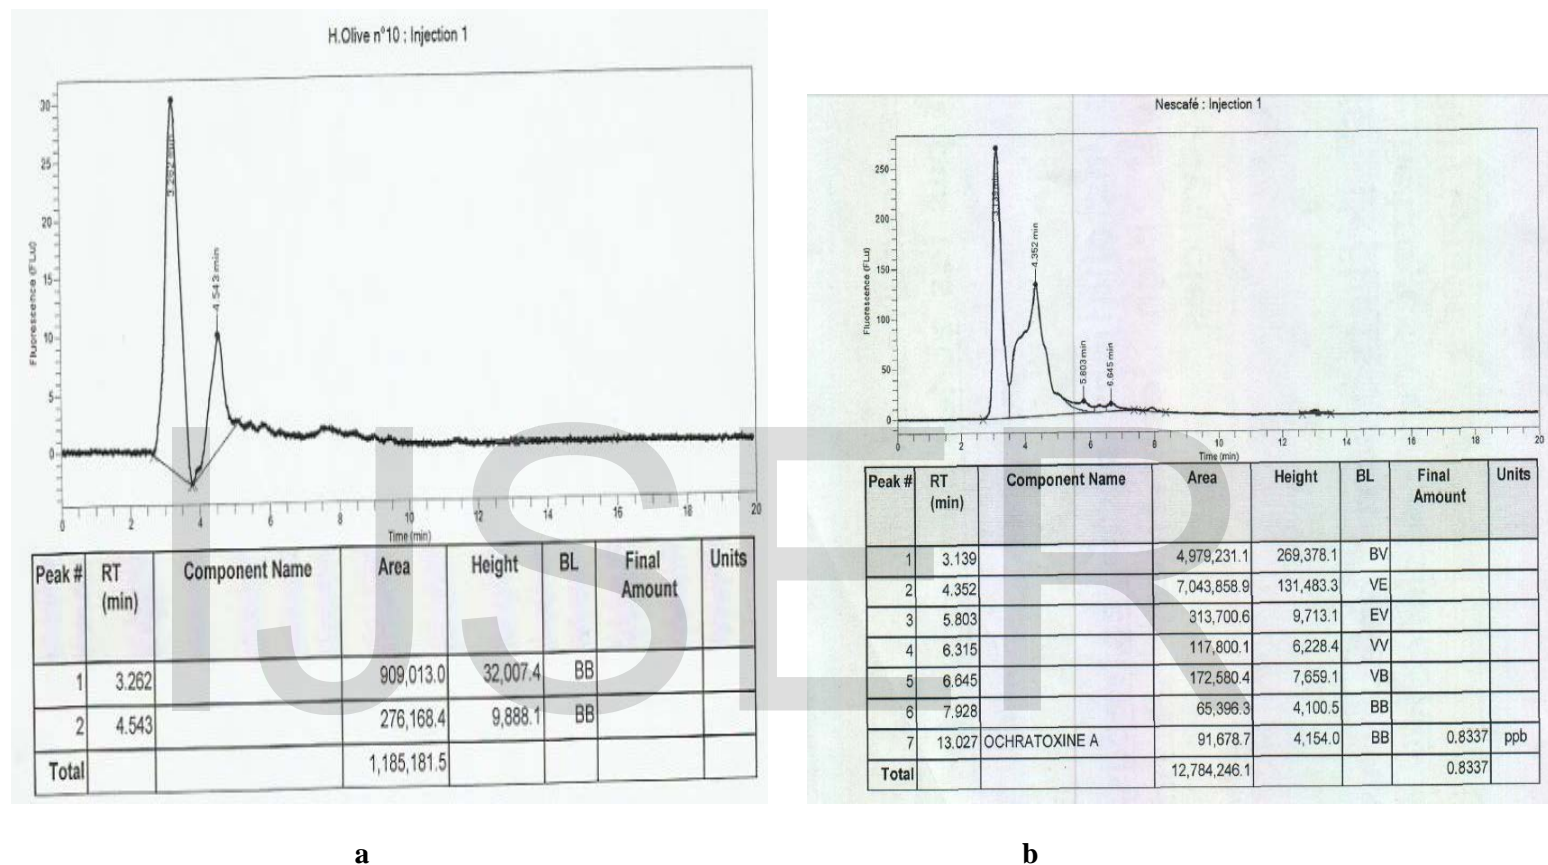 H.Olive n°10 : Injection 1
Fluorescence (FLu)
30
25
20
15
10
5
0
3.262 min
4.543 min
0 2 4 6 8 10 12 14 16 18 20
Time (min)
Peak # RT (min) Component Name Area Height BL Final Amount Units
1 3.262 909,013.0 32,007.4 BB
2 4.543 276,168.4 9,888.1 BB
Total 1,185,181.5
a
Nescafé : Injection 1
Fluorescence (FLu)
250
200
150
100
50
0
4.352 min
5.803 min
6.645 min
0 2 4 6 8 10 12 14 16 18 20
Time (min)
Peak # RT (min) Component Name Area Height BL Final Amount Units
1 3.139 4,979,231.1 269,378.1 BV
2 4.352 7,043,858.9 131,483.3 VE
3 5.803 313,700.6 9,713.1 EV
4 6.315 117,800.1 6,228.4 VV
5 6.645 172,580.4 7,659.1 VB
6 7.928 65,396.3 4,100.5 BB
7 13.027 OCHRATOXINE A 91,678.7 4,154.0 BB 0.8337 ppb
Total 12,784,246.1 0.8337
b
IJSER